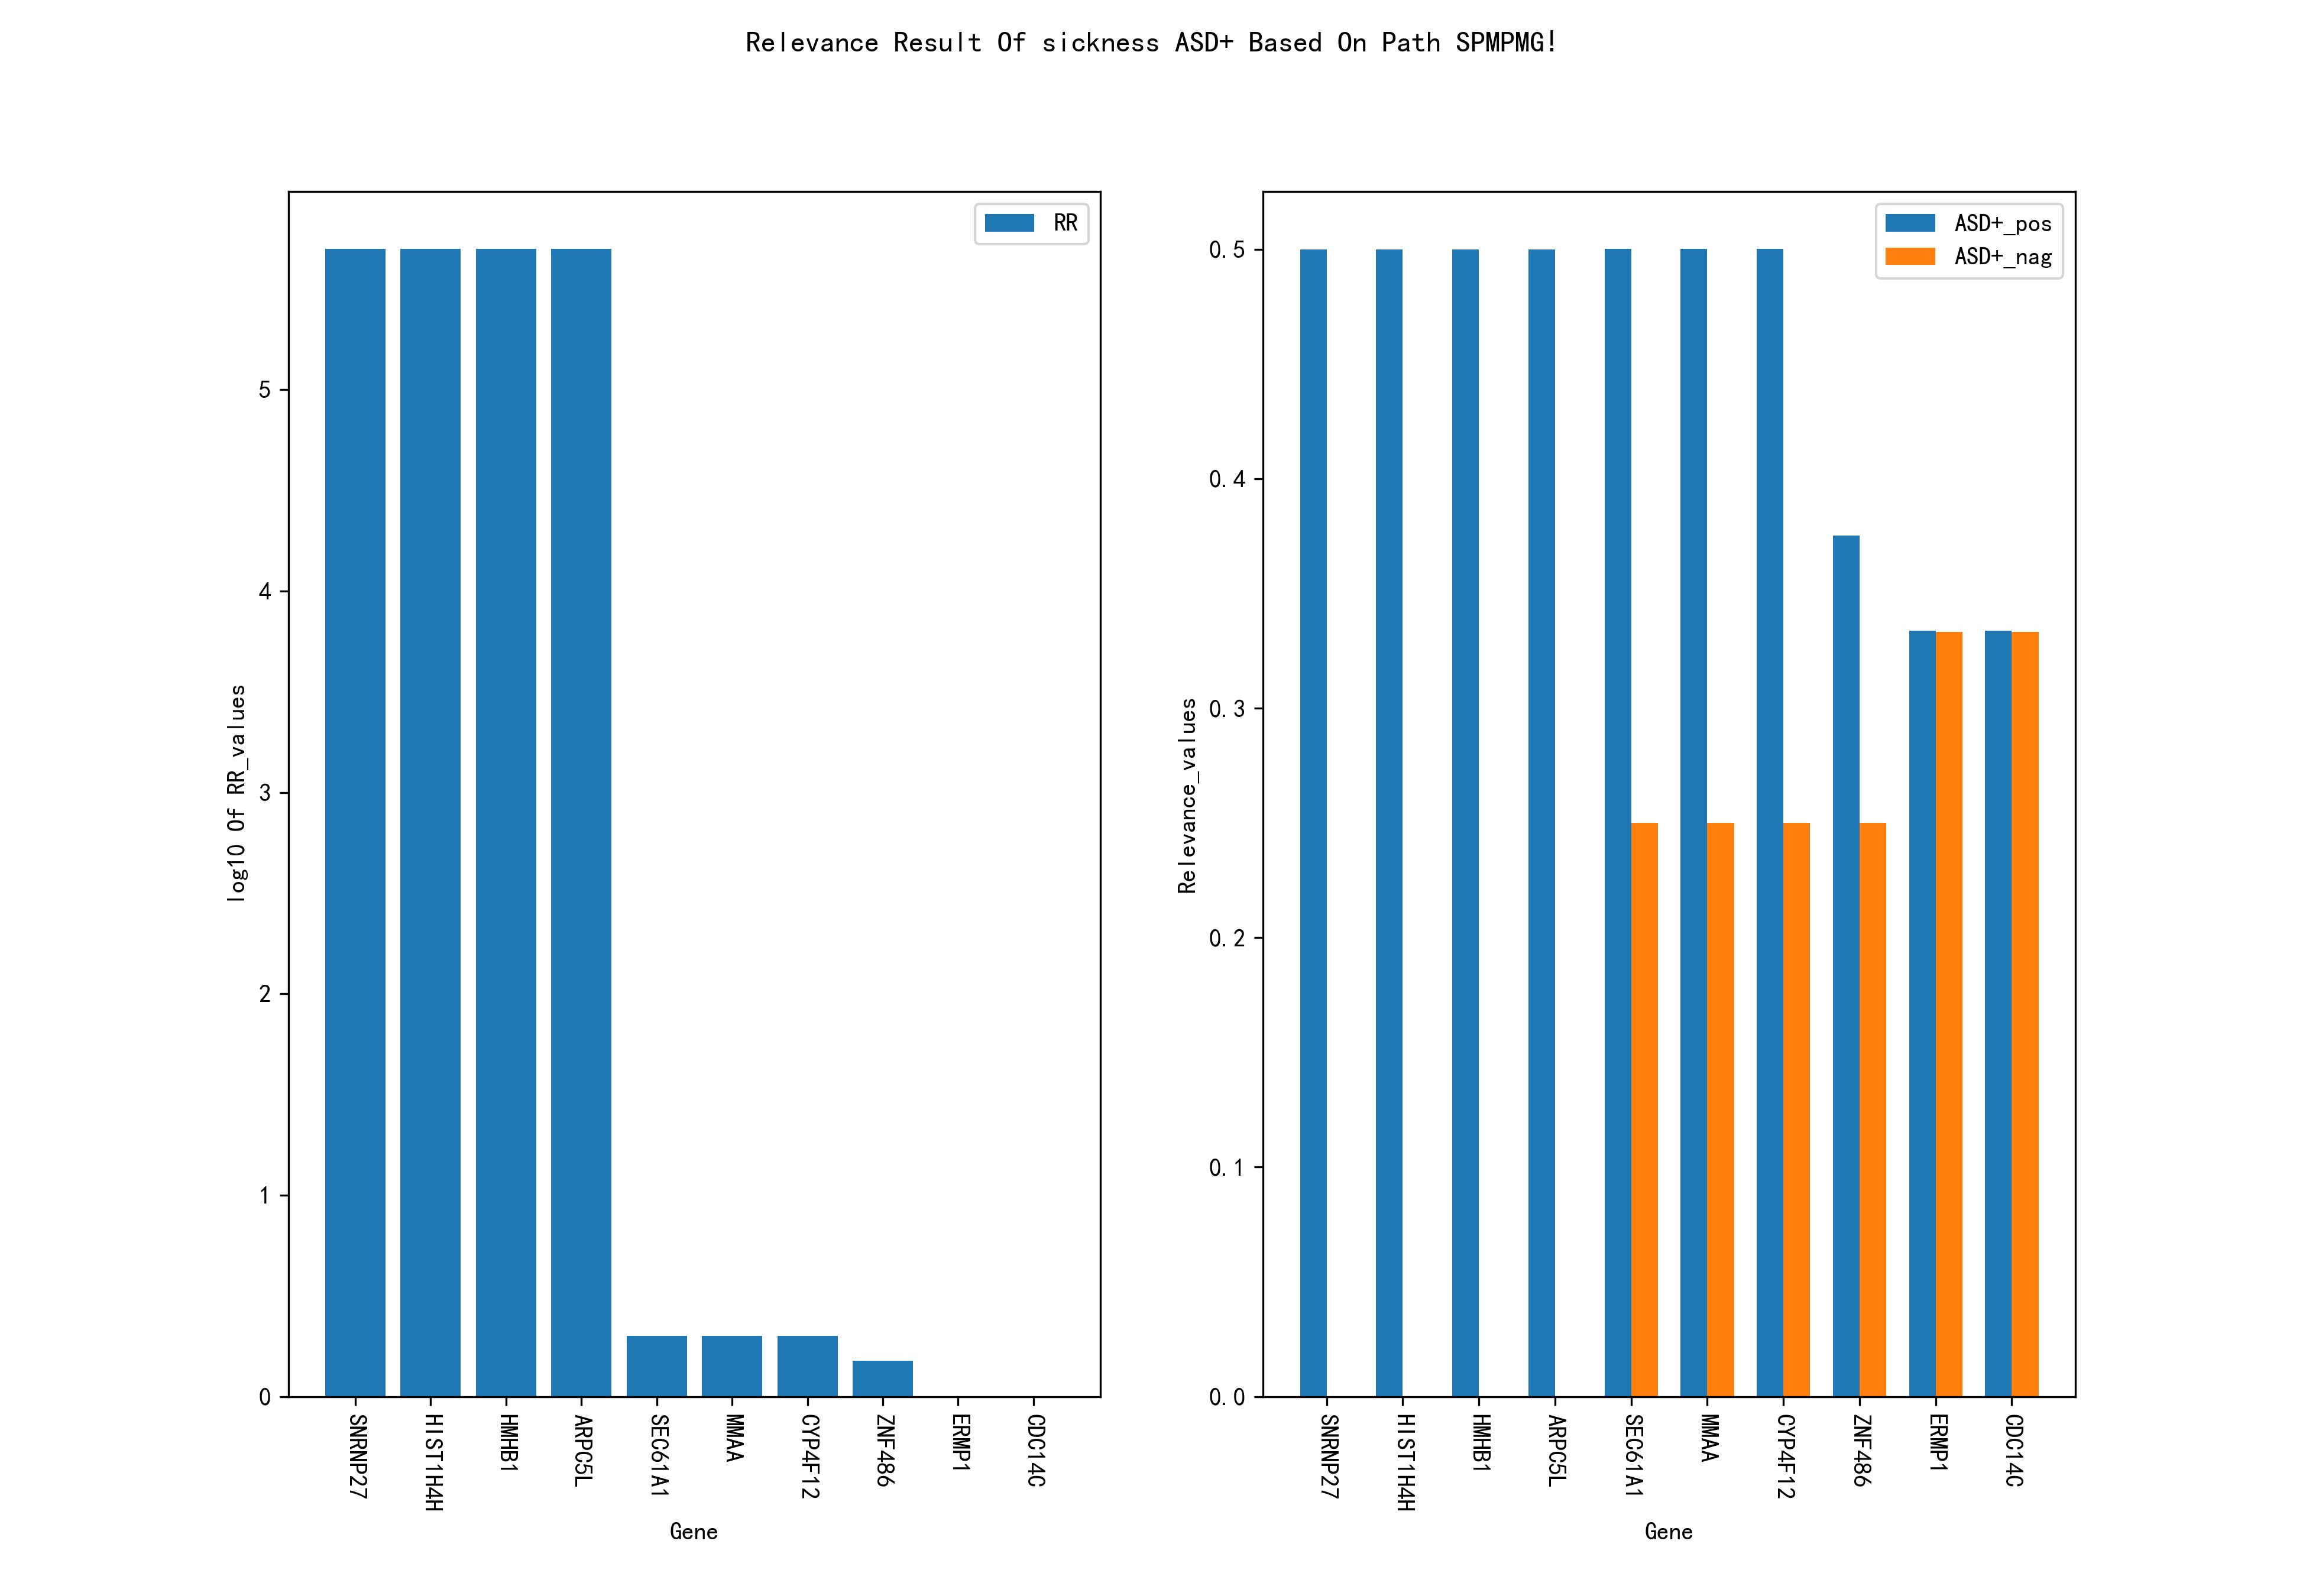 Relevance Result Of sickness ASD+ Based On Path SPMPMG!
RR
5
4
3
2
1
0
log10 Of RR_values
SNRNP27
HIST1H4H
HMHB1
ARPC5L
SEC61A1
MMAA
CYP4F12
ZNF486
ERMP1
CDC14C
Gene
ASD+_pos
ASD+_nag
0.5
0.4
0.3
0.2
0.1
0.0
Relevance_values
SNRNP27
HIST1H4H
HMHB1
ARPC5L
SEC61A1
MMAA
CYP4F12
ZNF486
ERMP1
CDC14C
Gene